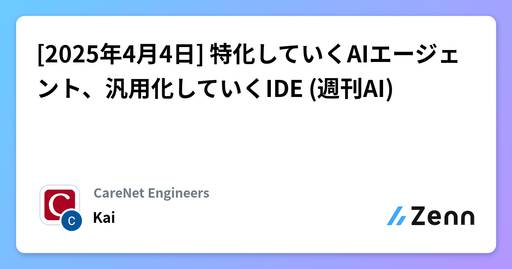 [2025年4月4日] 特化していくAIエージェ
ント、汎用化していくIDE (週刊AI)
CareNet Engineers
C
C
Kai
Zenn